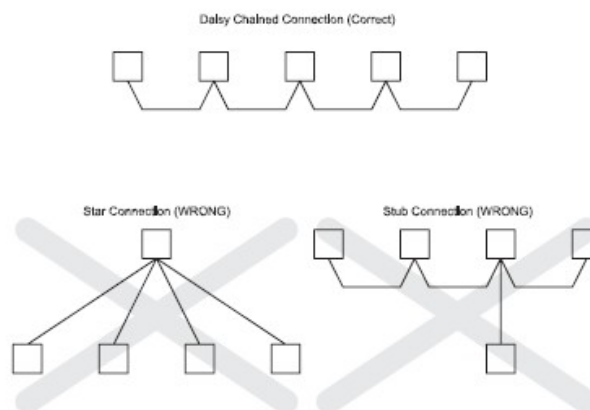 Daisy Chained Connection (Correct)
Star Connection (WRONG)
Stub Connection (WRONG)